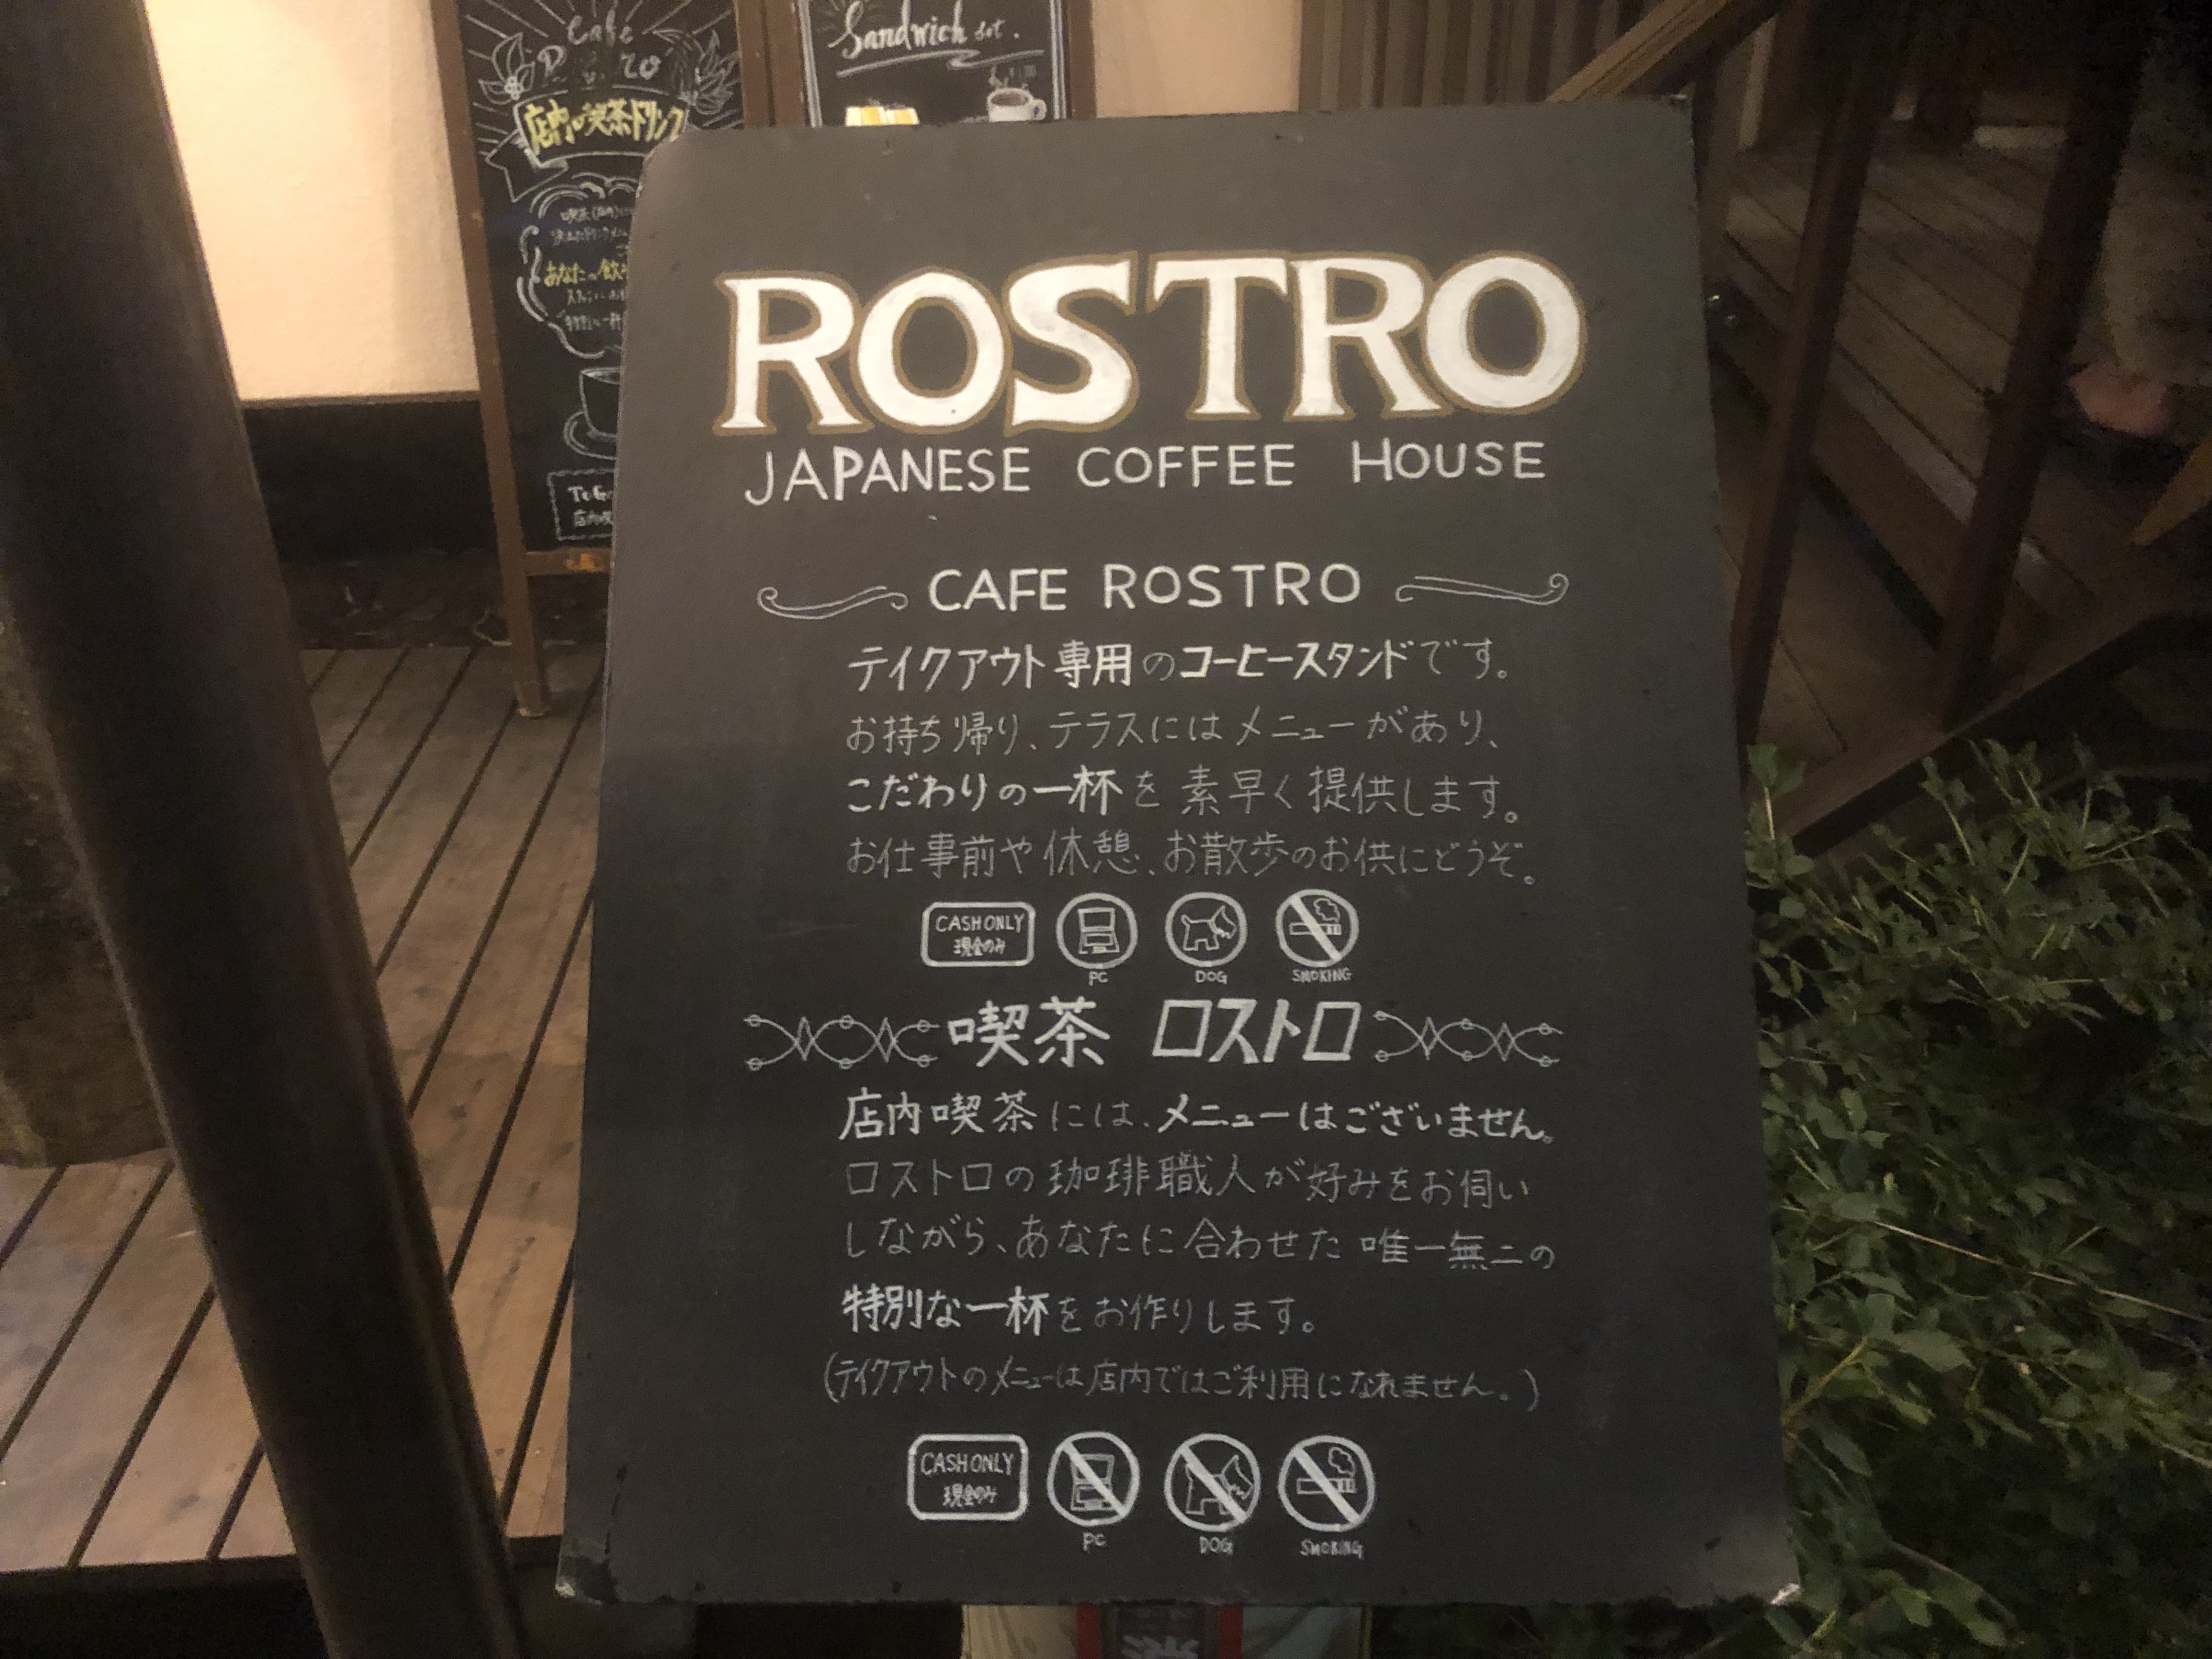 Cafe
店内喫茶ドリンク
Sandwich set.
ROSTRO
JAPANESE COFFEE HOUSE
CAFE ROSTRO
テイクアウト専用のコーヒースタンドです。
お持ち帰り、テラスにはメニューがあり、
こだわりの一杯を素早く提供します。
お仕事前や休憩、お散歩のお供にどうぞ。
CASH ONLY
現金のみ
PC DOG SMOKING
喫茶 ロストロ
店内喫茶には、メニューはございません。
ロストロの珈琲職人が好みをお伺い
しながら、あなたに合わせた唯一無二の
特別な一杯をお作りします。
(テイクアウトのメニューは店内ではご利用になれません。)
CASH ONLY
現金のみ
PC DOG SMOKING